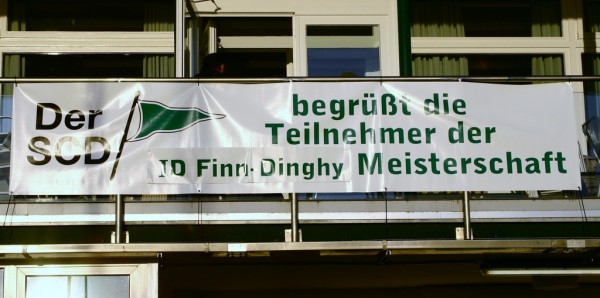 Der
SCD
begrüßt die
Teilnehmer der
ID Finn-Dinghy Meisterschaft